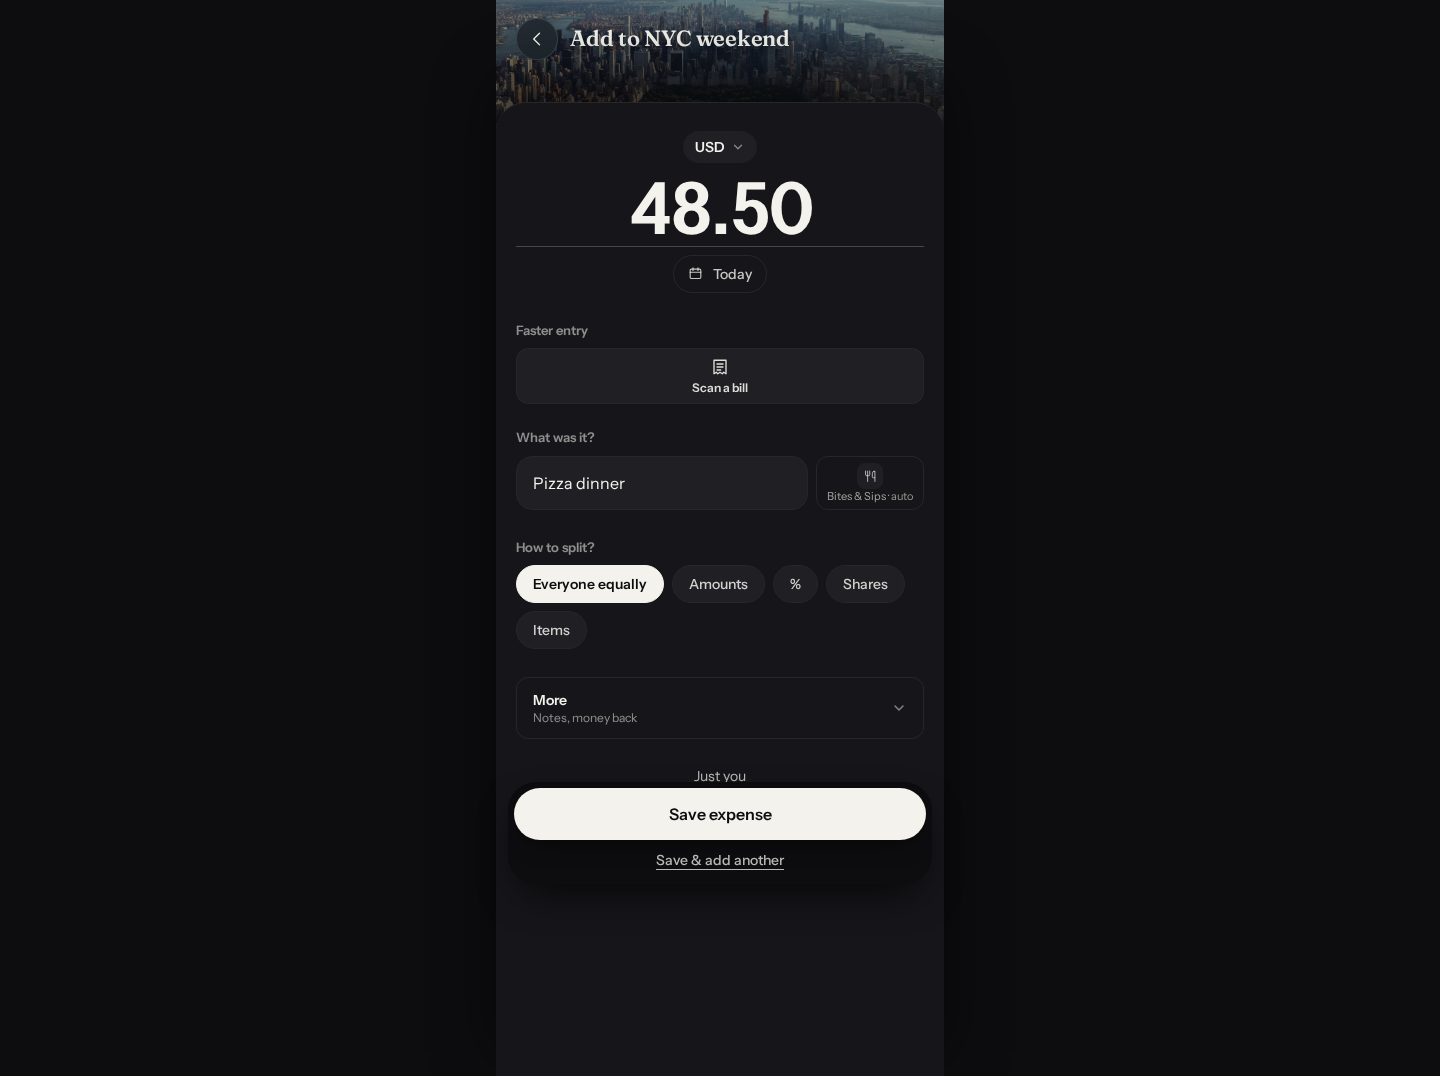 Add to NYC weekend
USD
48.50
Today
Faster entry
Scan a bill
What was it?
Pizza dinner
Bites & Sips · auto
How to split?
Everyone equally
Amounts
%
Shares
Items
More
Notes, money back
Just you
Save expense
Save & add another